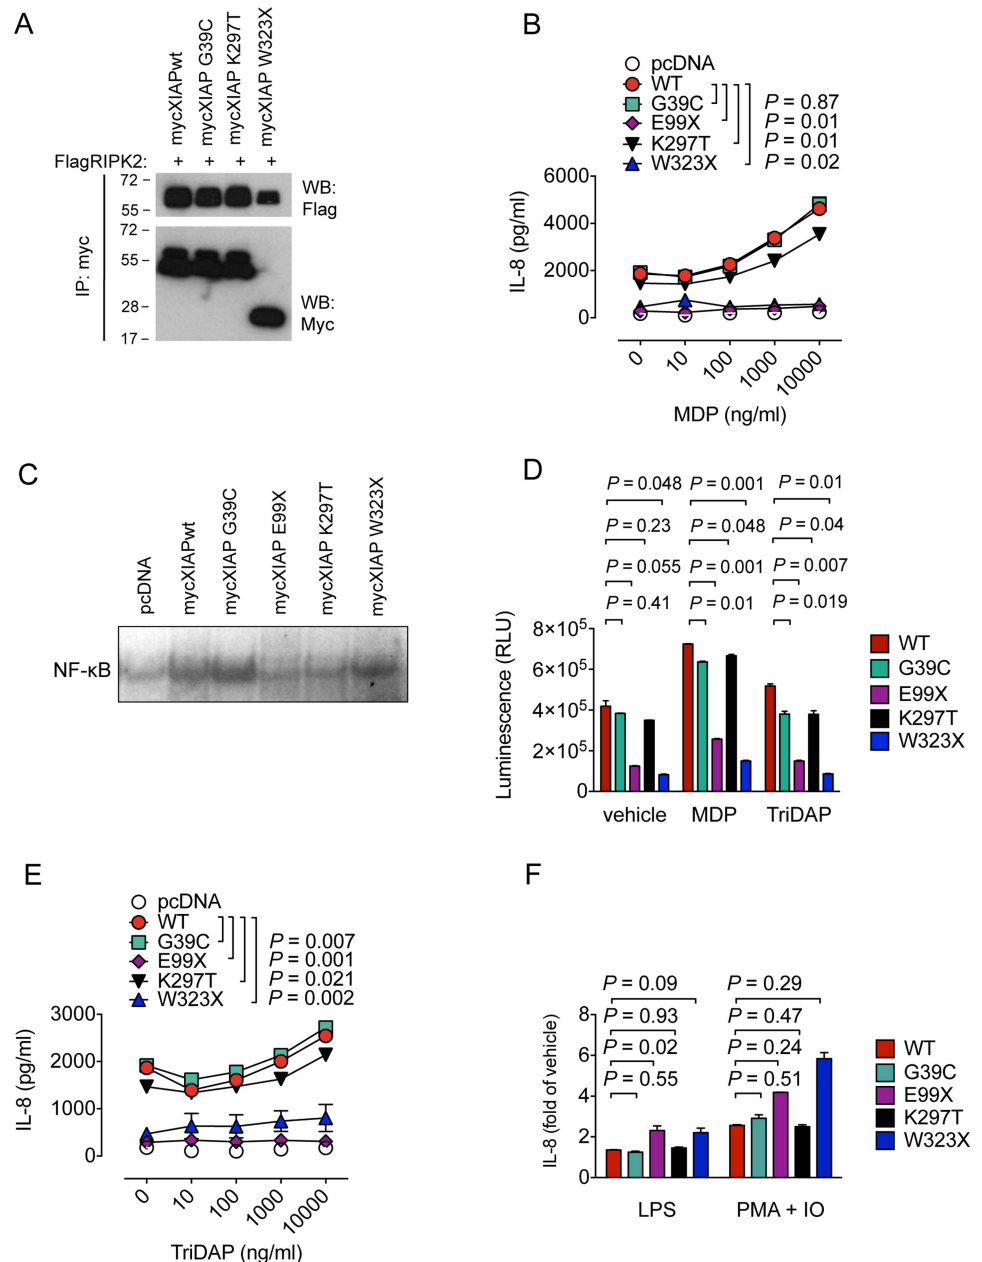 A
mycXIAPwt
mycXIAP G39C
mycXIAP K297T
mycXIAP W323X
FlagRIPK2: + + + +
IP: myc
72
55
WB:
Flag
72
55
28
17
WB:
Myc
B
pcDNA
WT
G39C
E99X
K297T
W323X
P = 0.87
P = 0.01
P = 0.01
P = 0.02
IL-8 (pg/ml)
6000
4000
2000
0
0 10 100 1000 10000
MDP (ng/ml)
C
pcDNA
mycXIAPwt
mycXIAP G39C
mycXIAP E99X
mycXIAP K297T
mycXIAP W323X
NF-κB
D
P = 0.048 P = 0.001 P = 0.01
P = 0.23 P = 0.048 P = 0.04
P = 0.055 P = 0.001 P = 0.007
P = 0.41 P = 0.01 P = 0.019
Luminescence (RLU)
8×10⁵
6×10⁵
4×10⁵
2×10⁵
0
vehicle MDP TriDAP
WT
G39C
E99X
K297T
W323X
E
pcDNA
WT
G39C
E99X
K297T
W323X
P = 0.007
P = 0.001
P = 0.021
P = 0.002
IL-8 (pg/ml)
3000
2000
1000
0
0 10 100 1000 10000
TriDAP (ng/ml)
F
P = 0.09 P = 0.29
P = 0.93 P = 0.47
P = 0.02 P = 0.24
P = 0.55 P = 0.51
IL-8 (fold of vehicle)
8
6
4
2
0
LPS PMA + IO
WT
G39C
E99X
K297T
W323X